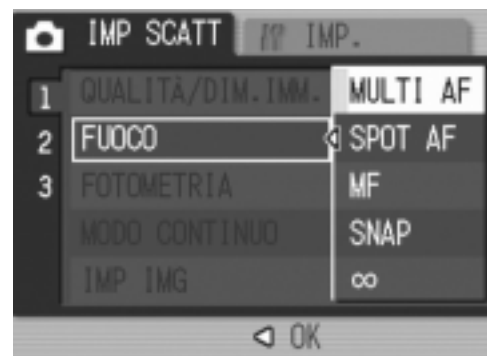 IMP SCATT IMP.
1 QUALITÀ/DIM.IMM. MULTI AF
2 FUOCO SPOT AF
3 FOTOMETRIA MF
MODO CONTINUO SNAP
IMP IMG ∞
OK